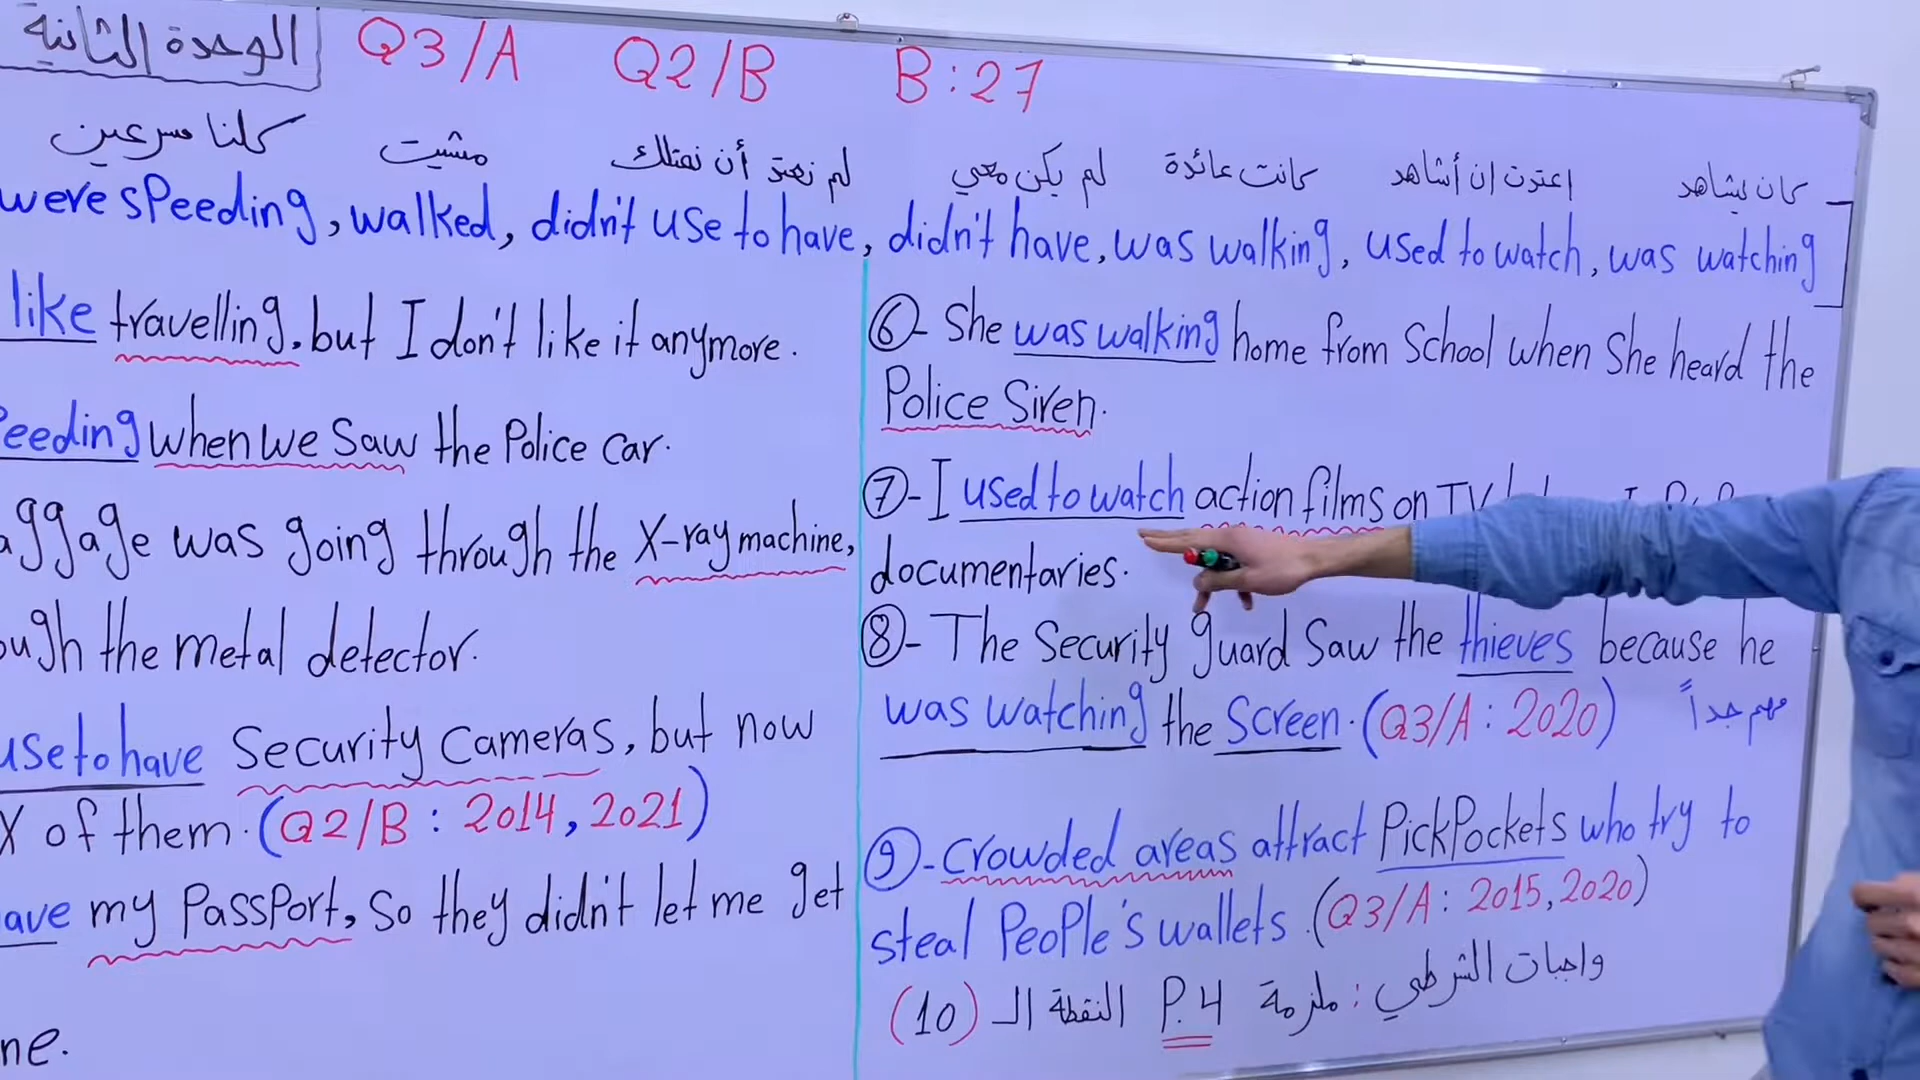 الوحدة الثانية Q3/A Q2/B B:27
كلنا مسرعين مشيت لم نعتد أن نمتلك لم يكن معي كانت عائدة اعتدت ان أشاهد كان يشاهد
were speeding, walked, didn't use to have, didn't have, was walking, used to watch, was watching
like travelling, but I don't like it anymore.
eeding when we saw the Police car.
aggage was going through the X-ray machine,
ough the metal detector.
use to have security cameras, but now
X of them. (Q2/B : 2014, 2021)
ave my PassPort, so they didn't let me get
ne.
⑥- She was walking home from School when She heard the
Police Siren.
⑦- I used to watch action films on TV
documentaries.
⑧- The Security guard Saw the thieves because he
was watching the Screen. (Q3/A : 2020) مهم جداً
⑨- Crowded areas attract PickPockets who try to
steal PeoPle's wallets. (Q3/A : 2015, 2020)
واجبات الشرطي : ملزمة P.4 النقطة الـ (10)